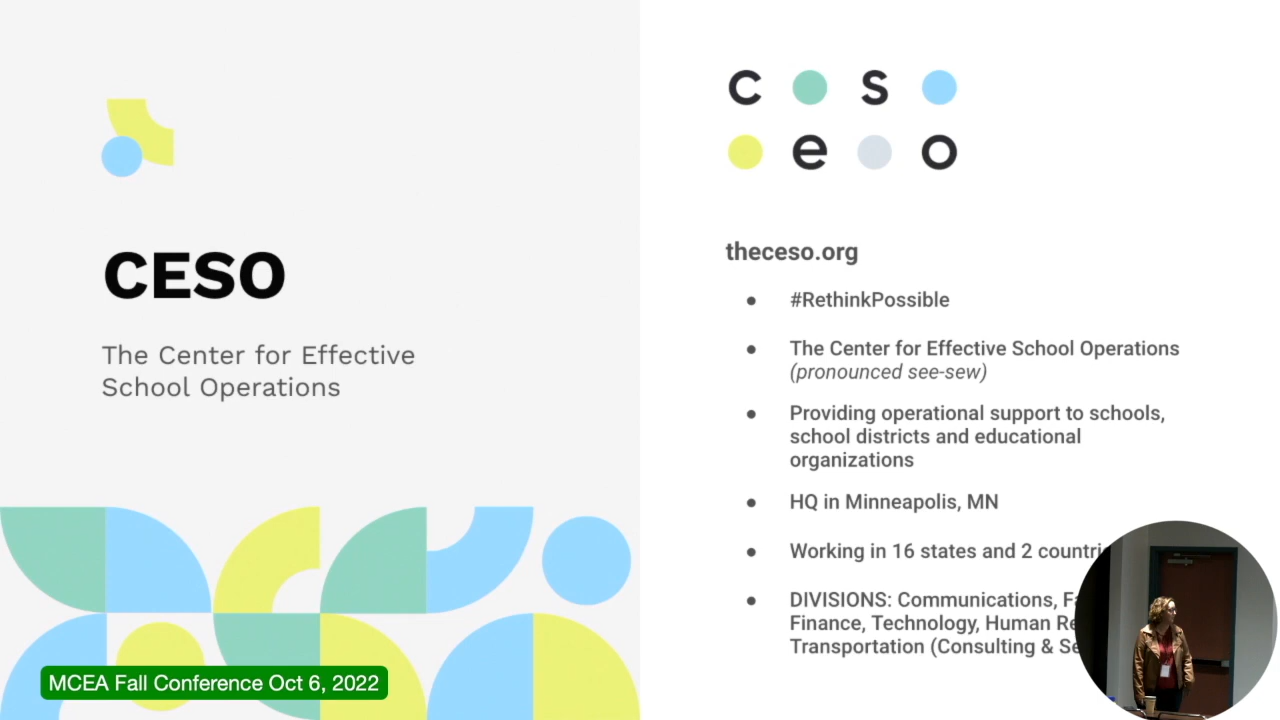 CESO
The Center for Effective
School Operations
MCEA Fall Conference Oct 6, 2022
c s
e o
theceso.org
● #RethinkPossible
● The Center for Effective School Operations
(pronounced see-sew)
● Providing operational support to schools,
school districts and educational
organizations
● HQ in Minneapolis, MN
● Working in 16 states and 2
● DIVISIONS: Communications,
Finance, Technology, Human
Transportation (Consulting &